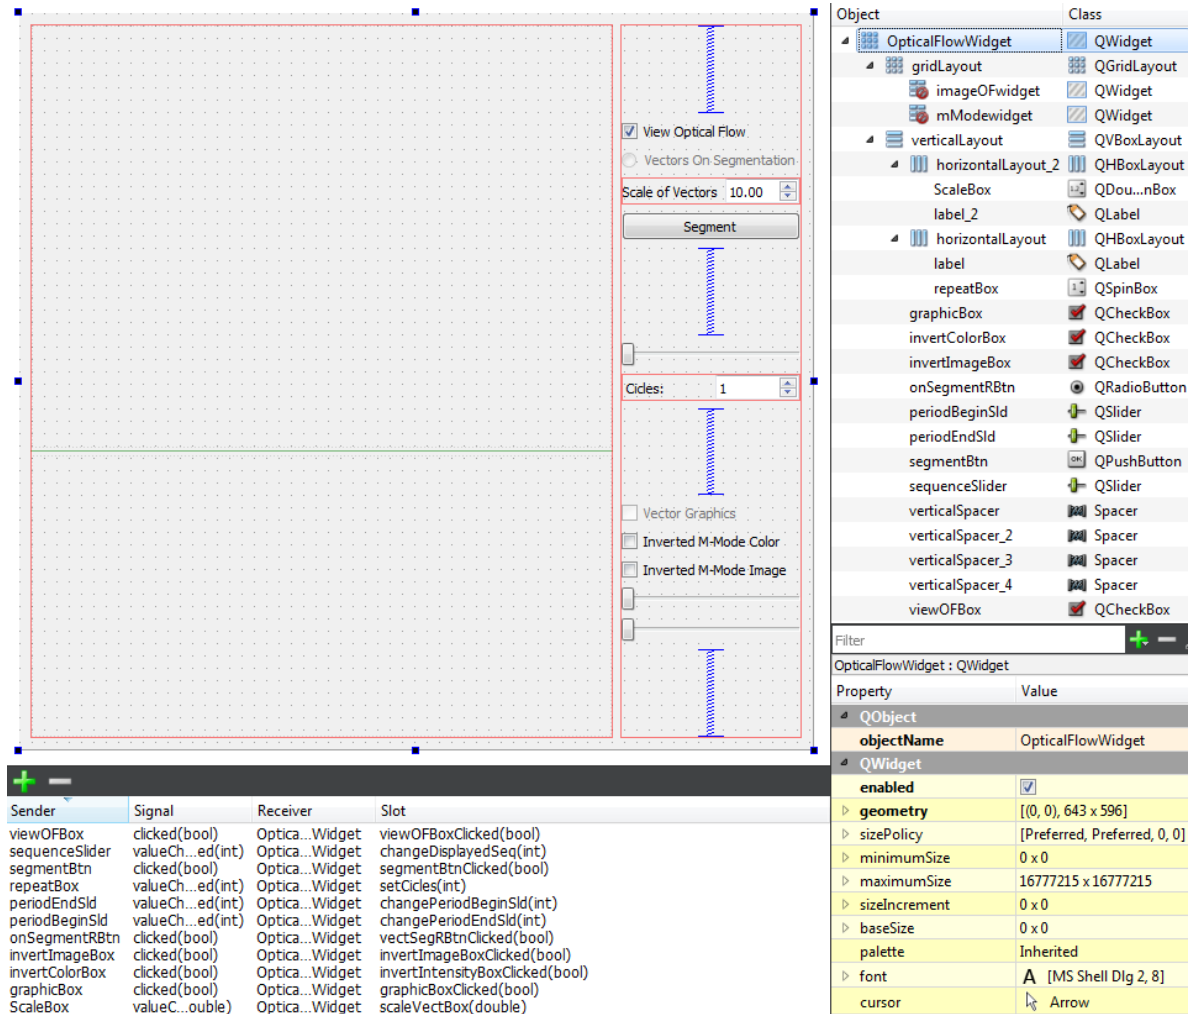 View Optical Flow
Vectors On Segmentation
Scale of Vectors 10.00
Segment
Cicles: 1
Vector Graphics
Inverted M-Mode Color
Inverted M-Mode Image
Object Class
OpticalFlowWidget QWidget
gridLayout QGridLayout
imageOFwidget QWidget
mModewidget QWidget
verticalLayout QVBoxLayout
horizontalLayout_2 QHBoxLayout
ScaleBox QDou...nBox
label_2 QLabel
horizontalLayout QHBoxLayout
label QLabel
repeatBox QSpinBox
graphicBox QCheckBox
invertColorBox QCheckBox
invertImageBox QCheckBox
onSegmentRBtn QRadioButton
periodBeginSld QSlider
periodEndSld QSlider
segmentBtn QPushButton
sequenceSlider QSlider
verticalSpacer Spacer
verticalSpacer_2 Spacer
verticalSpacer_3 Spacer
verticalSpacer_4 Spacer
viewOFBox QCheckBox
Filter
OpticalFlowWidget : QWidget
Property Value
QObject
objectName OpticalFlowWidget
QWidget
enabled
geometry [(0, 0), 643 x 596]
sizePolicy [Preferred, Preferred, 0, 0]
minimumSize 0 x 0
maximumSize 16777215 x 16777215
sizeIncrement 0 x 0
baseSize 0 x 0
palette Inherited
font A [MS Shell Dlg 2, 8]
cursor Arrow
Sender Signal Receiver Slot
viewOFBox clicked(bool) Optica...Widget viewOFBoxClicked(bool)
sequenceSlider valueCh...ed(int) Optica...Widget changeDisplayedSeq(int)
segmentBtn clicked(bool) Optica...Widget segmentBtnClicked(bool)
repeatBox valueCh...ed(int) Optica...Widget setCicles(int)
periodEndSld valueCh...ed(int) Optica...Widget changePeriodBeginSld(int)
periodBeginSld valueCh...ed(int) Optica...Widget changePeriodEndSld(int)
onSegmentRBtn clicked(bool) Optica...Widget vectSegRBtnClicked(bool)
invertImageBox clicked(bool) Optica...Widget invertImageBoxClicked(bool)
invertColorBox clicked(bool) Optica...Widget invertIntensityBoxClicked(bool)
graphicBox clicked(bool) Optica...Widget graphicBoxClicked(bool)
ScaleBox valueC...ouble) Optica...Widget scaleVectBox(double)